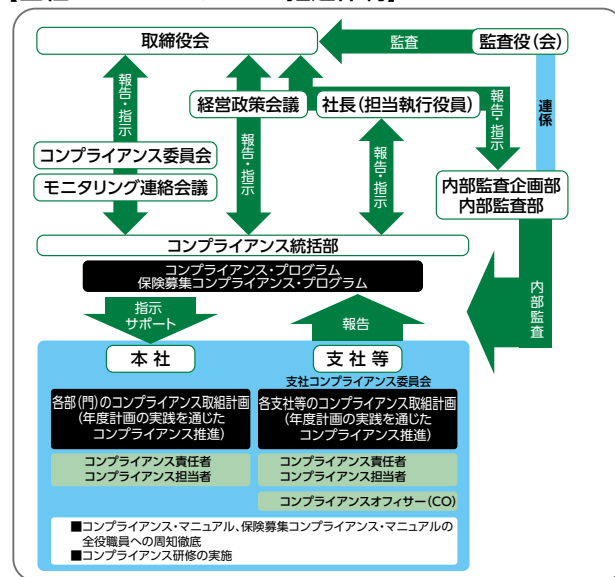 取締役会
監査
監査役(会)
報告・指示
経営政策会議
社長(担当執行役員)
報告・指示
連係
コンプライアンス委員会
モニタリング連絡会議
報告・指示
報告・指示
内部監査企画部
内部監査部
コンプライアンス統括部
コンプライアンス・プログラム
保険募集コンプライアンス・プログラム
内部監査
指示
サポート
報告
本社
支社等
支社コンプライアンス委員会
各部(門)のコンプライアンス取組計画
(年度計画の実践を通じた
コンプライアンス推進)
各支社等のコンプライアンス取組計画
(年度計画の実践を通じた
コンプライアンス推進)
コンプライアンス責任者
コンプライアンス担当者
コンプライアンス責任者
コンプライアンス担当者
コンプライアンスオフィサー(CO)
■コンプライアンス・マニュアル、保険募集コンプライアンス・マニュアルの
全役職員への周知徹底
■コンプライアンス研修の実施